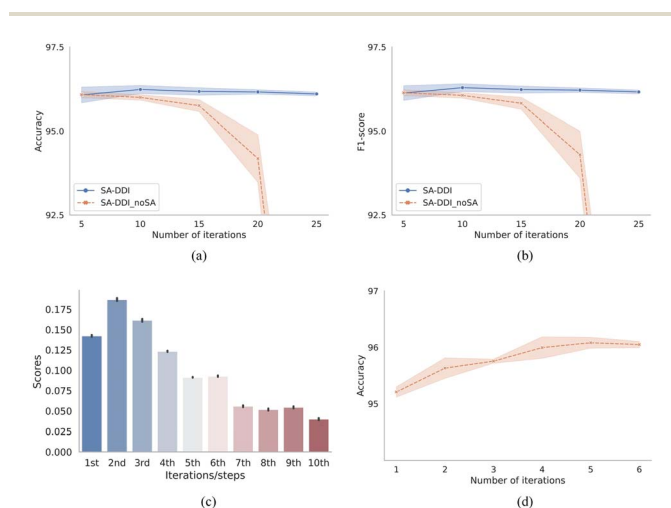 97.5
95.0
92.5
Accuracy
SA-DDI
SA-DDI_noSA
5 10 15 20 25
Number of iterations
(a)
97.5
95.0
92.5
F1-score
SA-DDI
SA-DDI_noSA
5 10 15 20 25
Number of iterations
(b)
0.175
0.150
0.125
0.100
0.075
0.050
0.025
0.000
Scores
1st 2nd 3rd 4th 5th 6th 7th 8th 9th 10th
Iterations/steps
(c)
97
96
95
Accuracy
1 2 3 4 5 6
Number of iterations
(d)